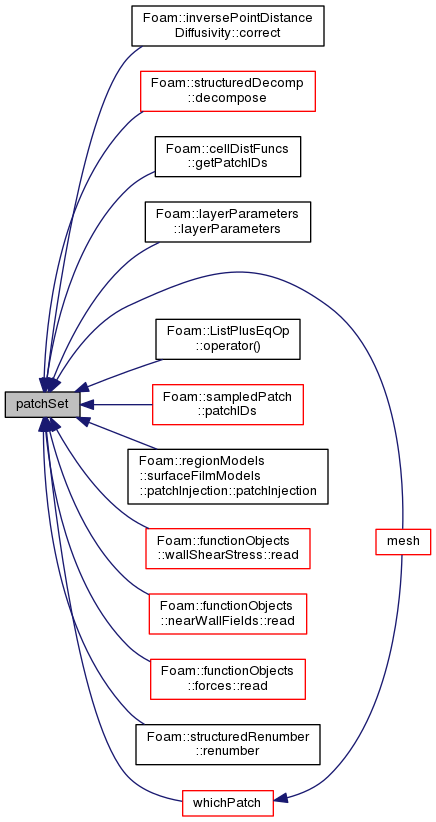 Foam::inversePointDistance
Diffusivity::correct
Foam::structuredDecomp
::decompose
Foam::cellDistFuncs
::getPatchIDs
Foam::layerParameters
::layerParameters
Foam::ListPlusEqOp
::operator()
patchSet
Foam::sampledPatch
::patchIDs
Foam::regionModels
::surfaceFilmModels
::patchInjection::patchInjection
Foam::functionObjects
::wallShearStress::read
mesh
Foam::functionObjects
::nearWallFields::read
Foam::functionObjects
::forces::read
Foam::structuredRenumber
::renumber
whichPatch